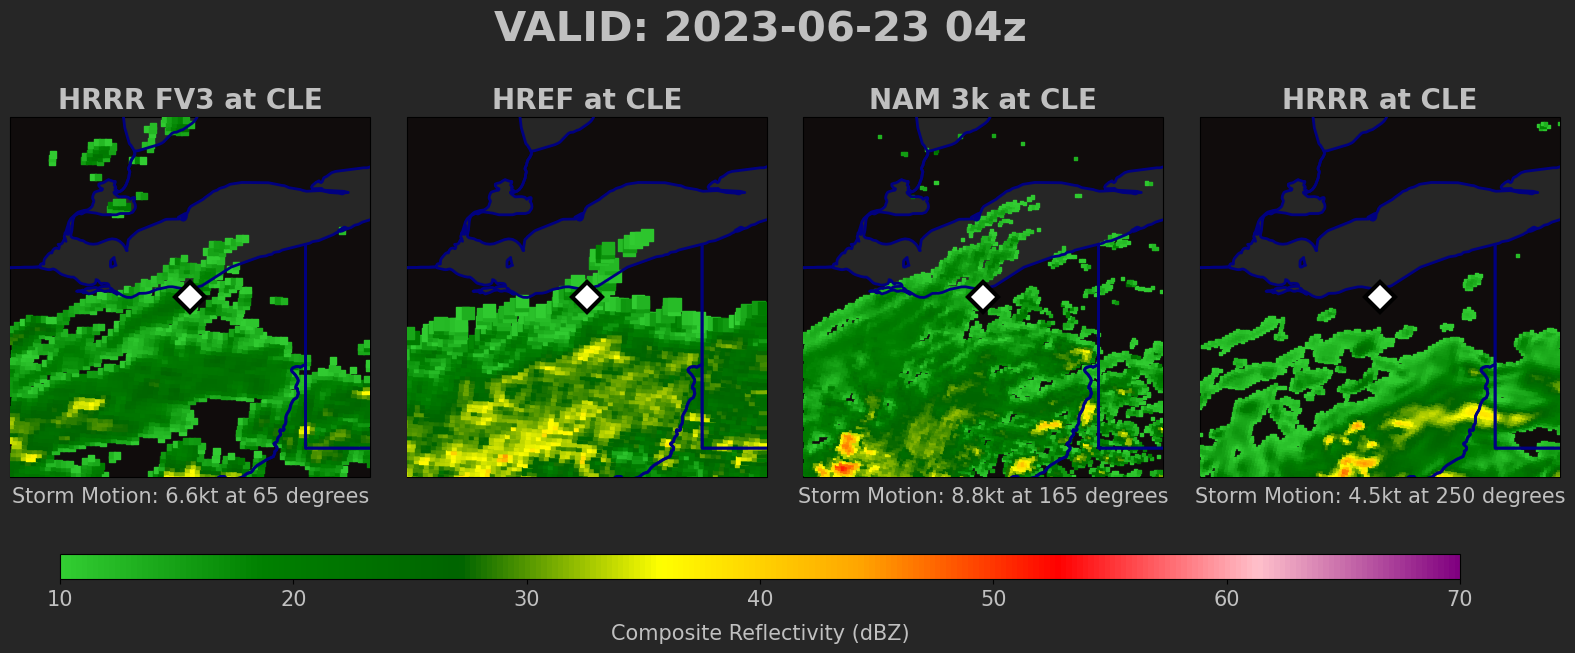 VALID: 2023-06-23 04z
HRRR FV3 at CLE
HREF at CLE
NAM 3k at CLE
HRRR at CLE
Storm Motion: 6.6kt at 65 degrees
Storm Motion: 8.8kt at 165 degrees
Storm Motion: 4.5kt at 250 degrees
10 20 30 40 50 60 70
Composite Reflectivity (dBZ)